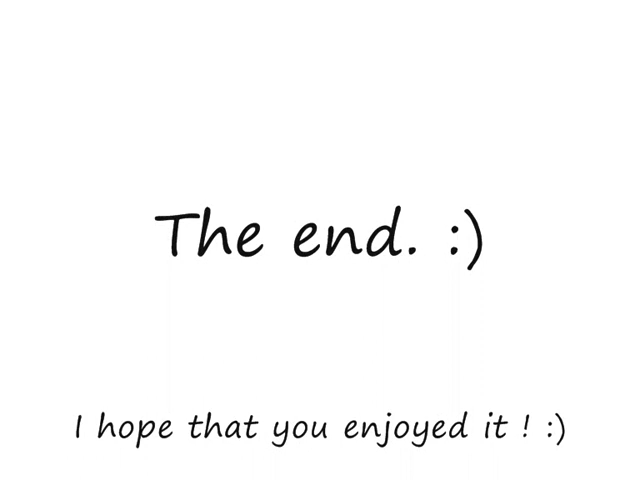 The end. :)
I hope that you enjoyed it ! :)